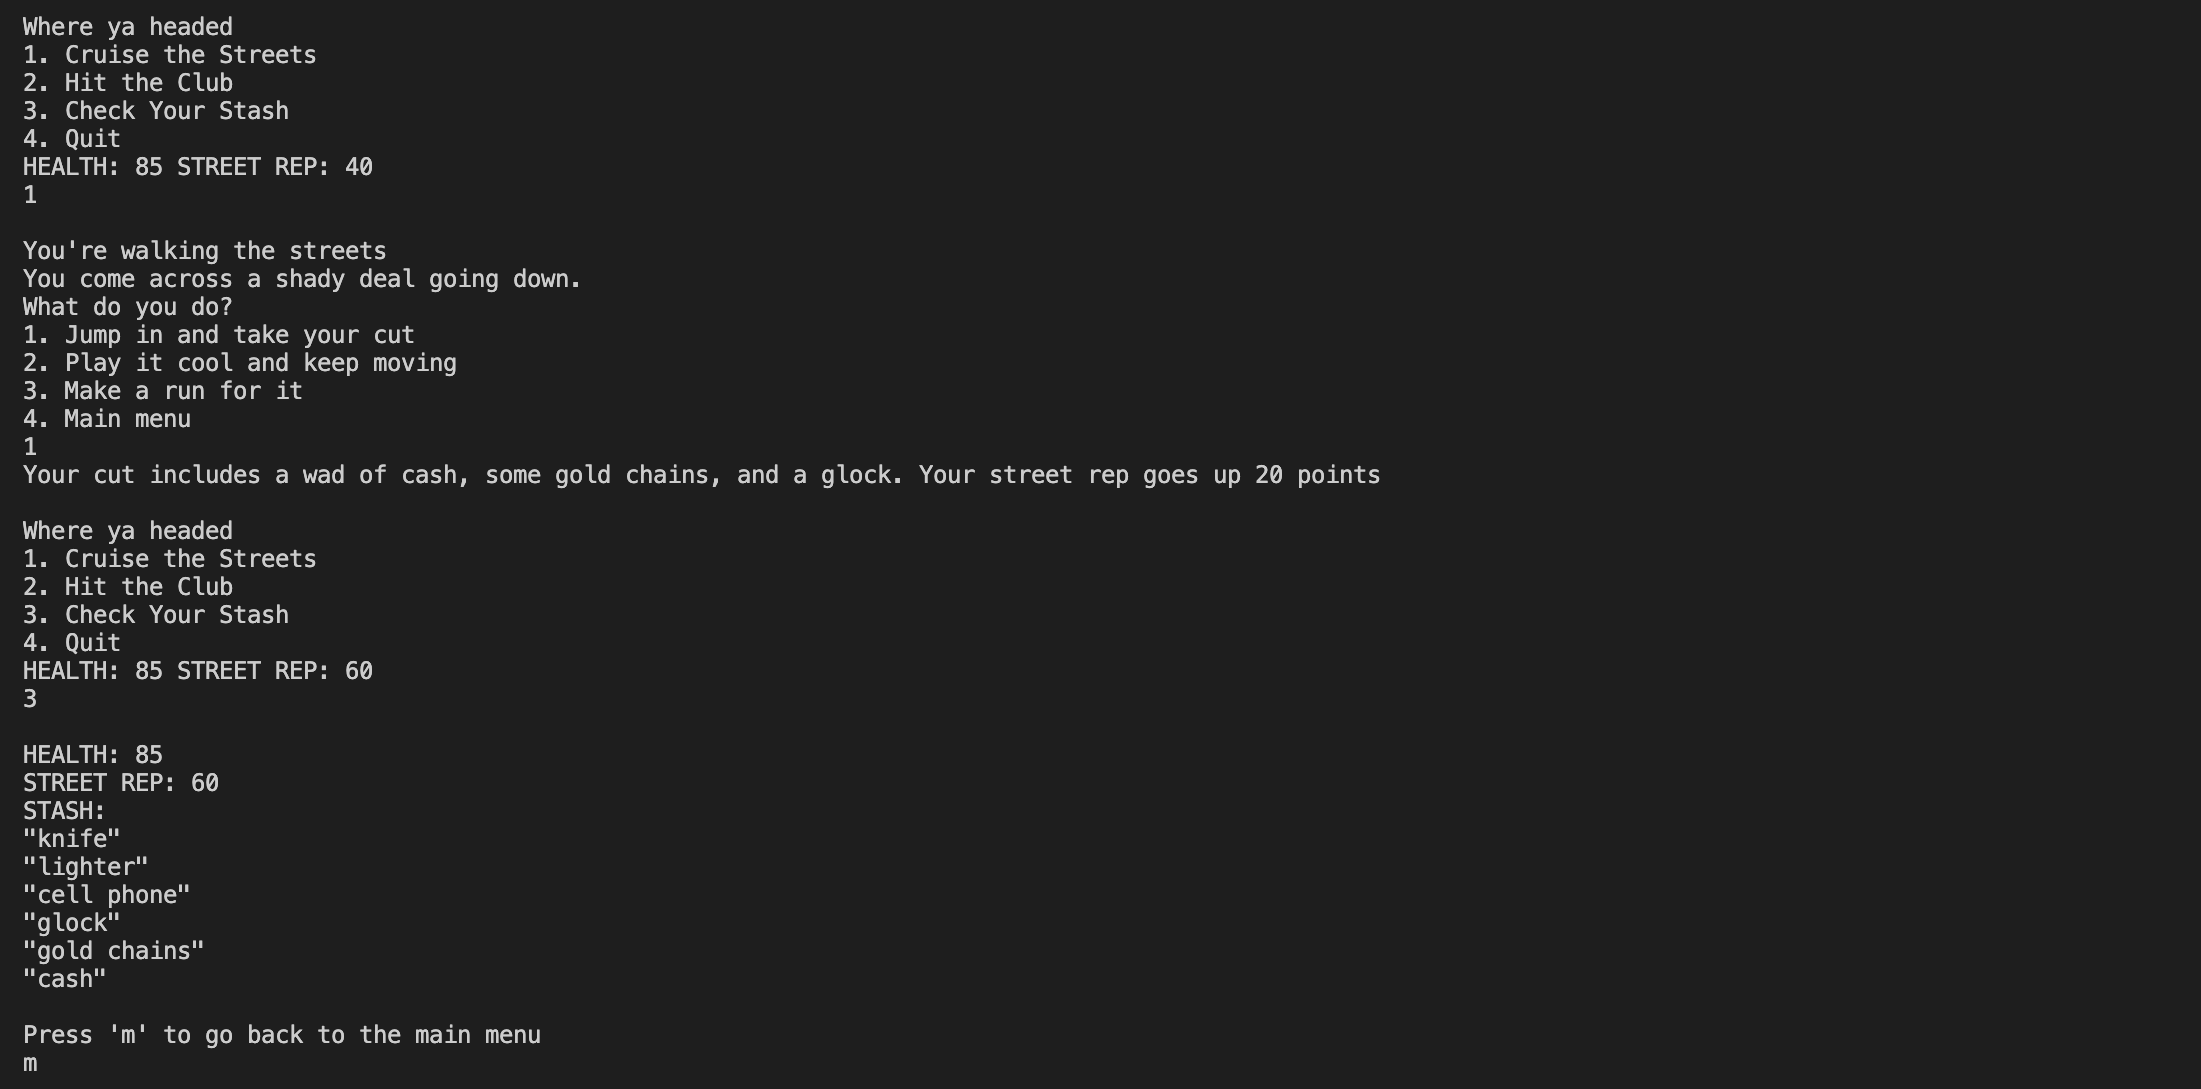 Where ya headed
1. Cruise the Streets
2. Hit the Club
3. Check Your Stash
4. Quit
HEALTH: 85 STREET REP: 40
1
You're walking the streets
You come across a shady deal going down.
What do you do?
1. Jump in and take your cut
2. Play it cool and keep moving
3. Make a run for it
4. Main menu
1
Your cut includes a wad of cash, some gold chains, and a glock. Your street rep goes up 20 points
Where ya headed
1. Cruise the Streets
2. Hit the Club
3. Check Your Stash
4. Quit
HEALTH: 85 STREET REP: 60
3
HEALTH: 85
STREET REP: 60
STASH:
"knife"
"lighter"
"cell phone"
"glock"
"gold chains"
"cash"
Press 'm' to go back to the main menu
m